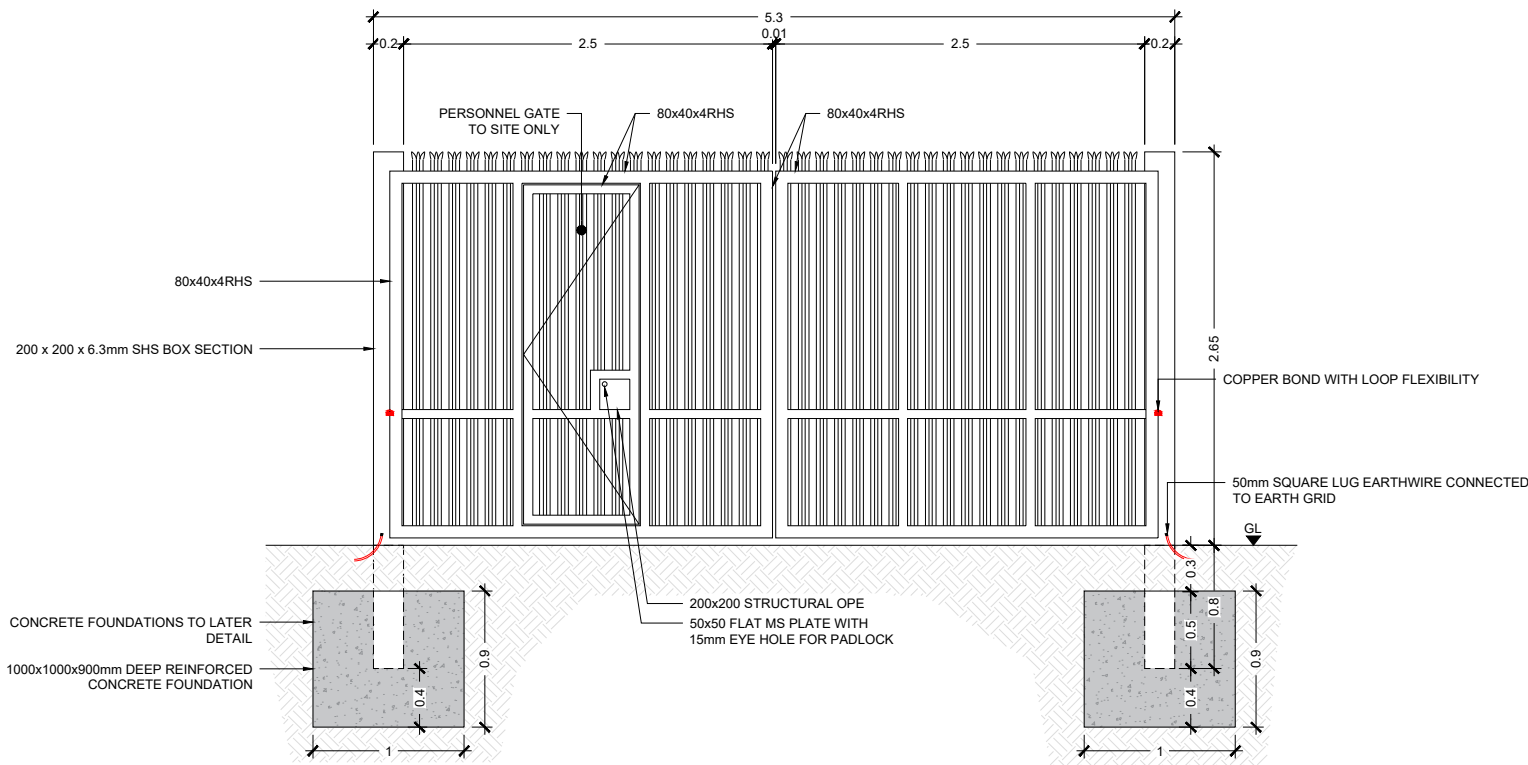 5.3
0.01
0.2
2.5
2.5
0.2
PERSONNEL GATE
TO SITE ONLY
80x40x4RHS
80x40x4RHS
80x40x4RHS
200 x 200 x 6.3mm SHS BOX SECTION
2.65
COPPER BOND WITH LOOP FLEXIBILITY
50mm SQUARE LUG EARTHWIRE CONNECTED
TO EARTH GRID
GL
0.3
0.8
0.5
0.9
0.4
200x200 STRUCTURAL OPE
50x50 FLAT MS PLATE WITH
15mm EYE HOLE FOR PADLOCK
CONCRETE FOUNDATIONS TO LATER
DETAIL
1000x1000x900mm DEEP REINFORCED
CONCRETE FOUNDATION
0.9
0.4
1
1